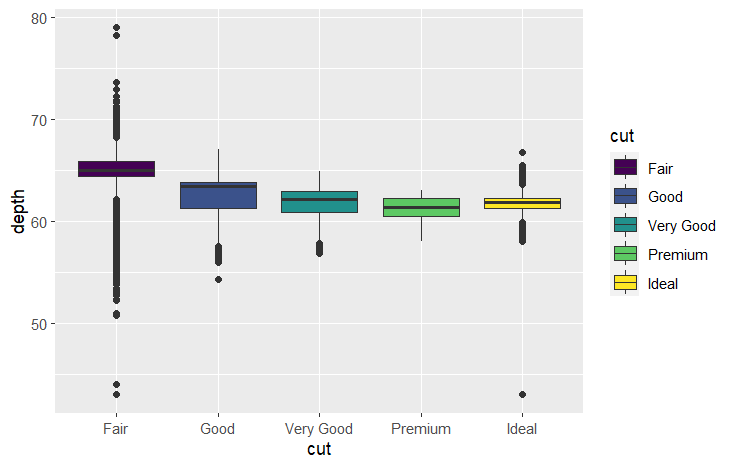 80
70
60
50
depth
Fair
Good
Very Good
Premium
Ideal
cut
cut
Fair
Good
Very Good
Premium
Ideal